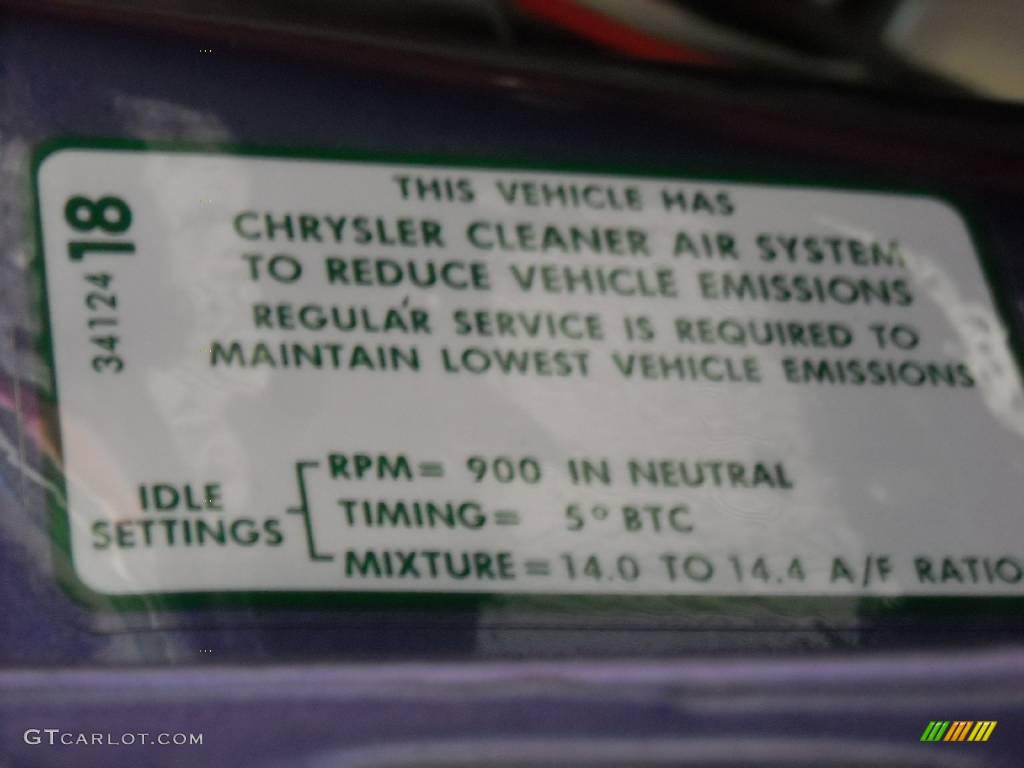 THIS VEHICLE HAS
CHRYSLER CLEANER AIR SYSTEM
TO REDUCE VEHICLE EMISSIONS
REGULAR SERVICE IS REQUIRED TO
MAINTAIN LOWEST VEHICLE EMISSIONS
34124 18
IDLE SETTINGS
RPM = 900 IN NEUTRAL
TIMING = 5° BTC
MIXTURE = 14.0 TO 14.4 A/F RATIO
GTCARLOT.COM